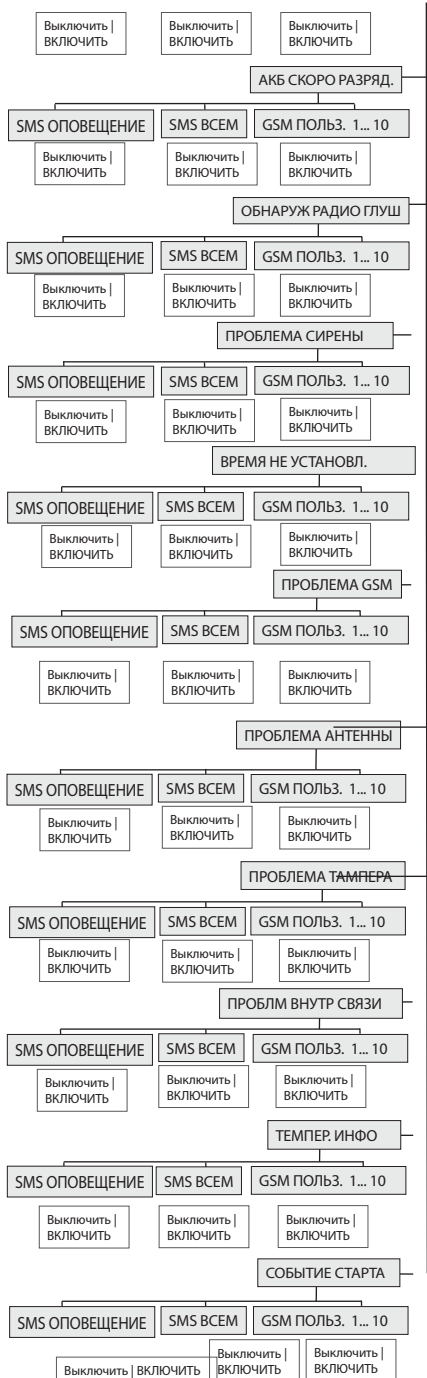 Выключить | Выключить | Выключить |
ВКЛЮЧИТЬ ВКЛЮЧИТЬ ВКЛЮЧИТЬ
АКБ СКОРО РАЗРЯД.
SMS ОПОВЕЩЕНИЕ SMS ВСЕМ GSM ПОЛЬЗ. 1... 10
Выключить | Выключить | Выключить |
ВКЛЮЧИТЬ ВКЛЮЧИТЬ ВКЛЮЧИТЬ
ОБНАРУЖ РАДИО ГЛУШ
SMS ОПОВЕЩЕНИЕ SMS ВСЕМ GSM ПОЛЬЗ. 1... 10
Выключить | Выключить | Выключить |
ВКЛЮЧИТЬ ВКЛЮЧИТЬ ВКЛЮЧИТЬ
ПРОБЛЕМА СИРЕНЫ
SMS ОПОВЕЩЕНИЕ SMS ВСЕМ GSM ПОЛЬЗ. 1... 10
Выключить | Выключить | Выключить |
ВКЛЮЧИТЬ ВКЛЮЧИТЬ ВКЛЮЧИТЬ
ВРЕМЯ НЕ УСТАНОВЛ.
SMS ОПОВЕЩЕНИЕ SMS ВСЕМ GSM ПОЛЬЗ. 1... 10
Выключить | Выключить | Выключить |
ВКЛЮЧИТЬ ВКЛЮЧИТЬ ВКЛЮЧИТЬ
ПРОБЛЕМА GSM
SMS ОПОВЕЩЕНИЕ SMS ВСЕМ GSM ПОЛЬЗ. 1... 10
Выключить | Выключить | Выключить |
ВКЛЮЧИТЬ ВКЛЮЧИТЬ ВКЛЮЧИТЬ
ПРОБЛЕМА АНТЕННЫ
SMS ОПОВЕЩЕНИЕ SMS ВСЕМ GSM ПОЛЬЗ. 1... 10
Выключить | Выключить | Выключить |
ВКЛЮЧИТЬ ВКЛЮЧИТЬ ВКЛЮЧИТЬ
ПРОБЛЕМА ТАМПЕРА
SMS ОПОВЕЩЕНИЕ SMS ВСЕМ GSM ПОЛЬЗ. 1... 10
Выключить | Выключить | Выключить |
ВКЛЮЧИТЬ ВКЛЮЧИТЬ ВКЛЮЧИТЬ
ПРОБЛМ ВНУТР СВЯЗИ
SMS ОПОВЕЩЕНИЕ SMS ВСЕМ GSM ПОЛЬЗ. 1... 10
Выключить | Выключить | Выключить |
ВКЛЮЧИТЬ ВКЛЮЧИТЬ ВКЛЮЧИТЬ
ТЕМПЕР. ИНФО
SMS ОПОВЕЩЕНИЕ SMS ВСЕМ GSM ПОЛЬЗ. 1... 10
Выключить | Выключить | Выключить |
ВКЛЮЧИТЬ ВКЛЮЧИТЬ ВКЛЮЧИТЬ
СОБЫТИЕ СТАРТА
SMS ОПОВЕЩЕНИЕ SMS ВСЕМ GSM ПОЛЬЗ. 1... 10
Выключить | Выключить |
Выключить | ВКЛЮЧИТЬ ВКЛЮЧИТЬ ВКЛЮЧИТЬ